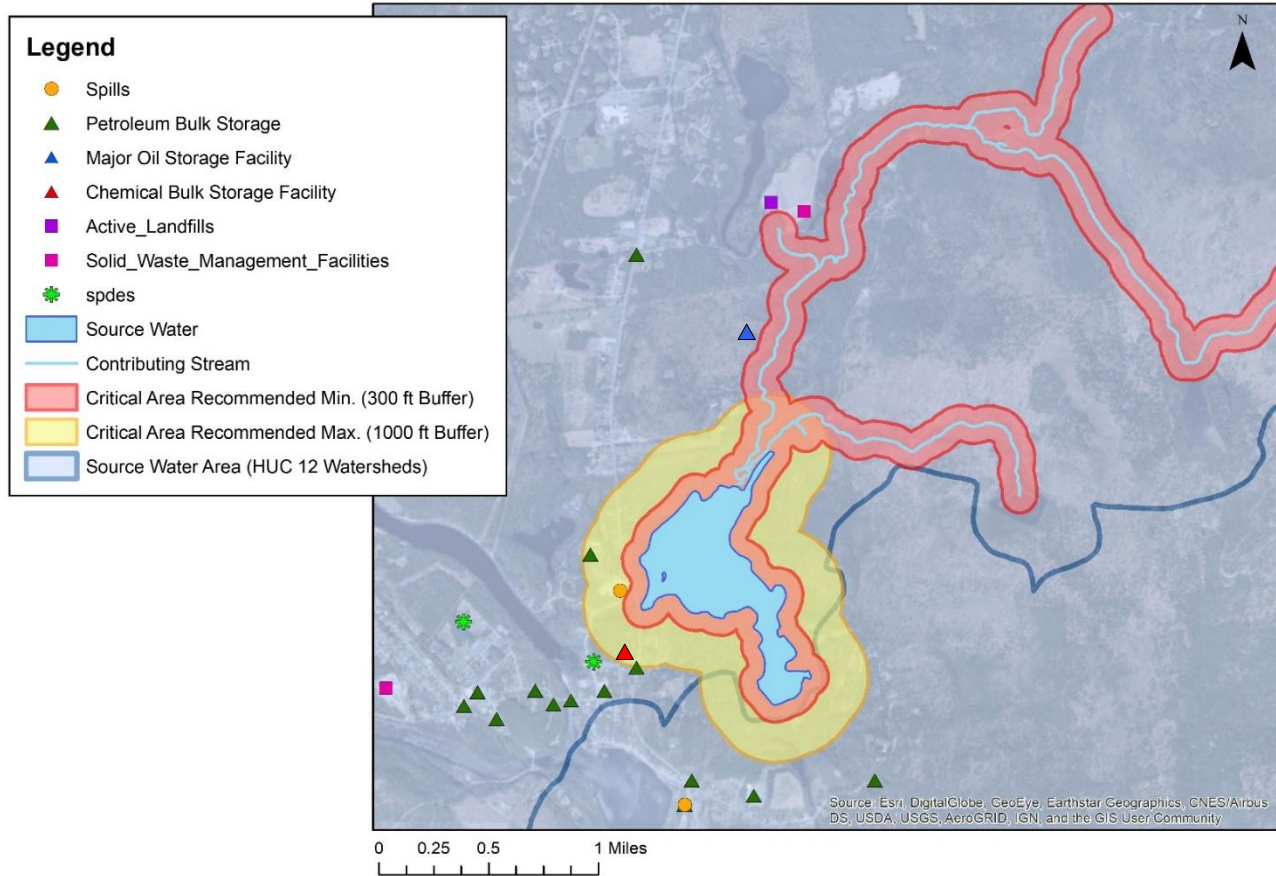 Legend
Spills
Petroleum Bulk Storage
Major Oil Storage Facility
Chemical Bulk Storage Facility
Active_Landfills
Solid_Waste_Management_Facilities
spdes
Source Water
Contributing Stream
Critical Area Recommended Min. (300 ft Buffer)
Critical Area Recommended Max. (1000 ft Buffer)
Source Water Area (HUC 12 Watersheds)
N
Source: Esri, DigitalGlobe, GeoEye, Earthstar Geographics, CNES/Airbus
DS, USDA, USGS, AeroGRID, IGN, and the GIS User Community
0 0.25 0.5 1 Miles